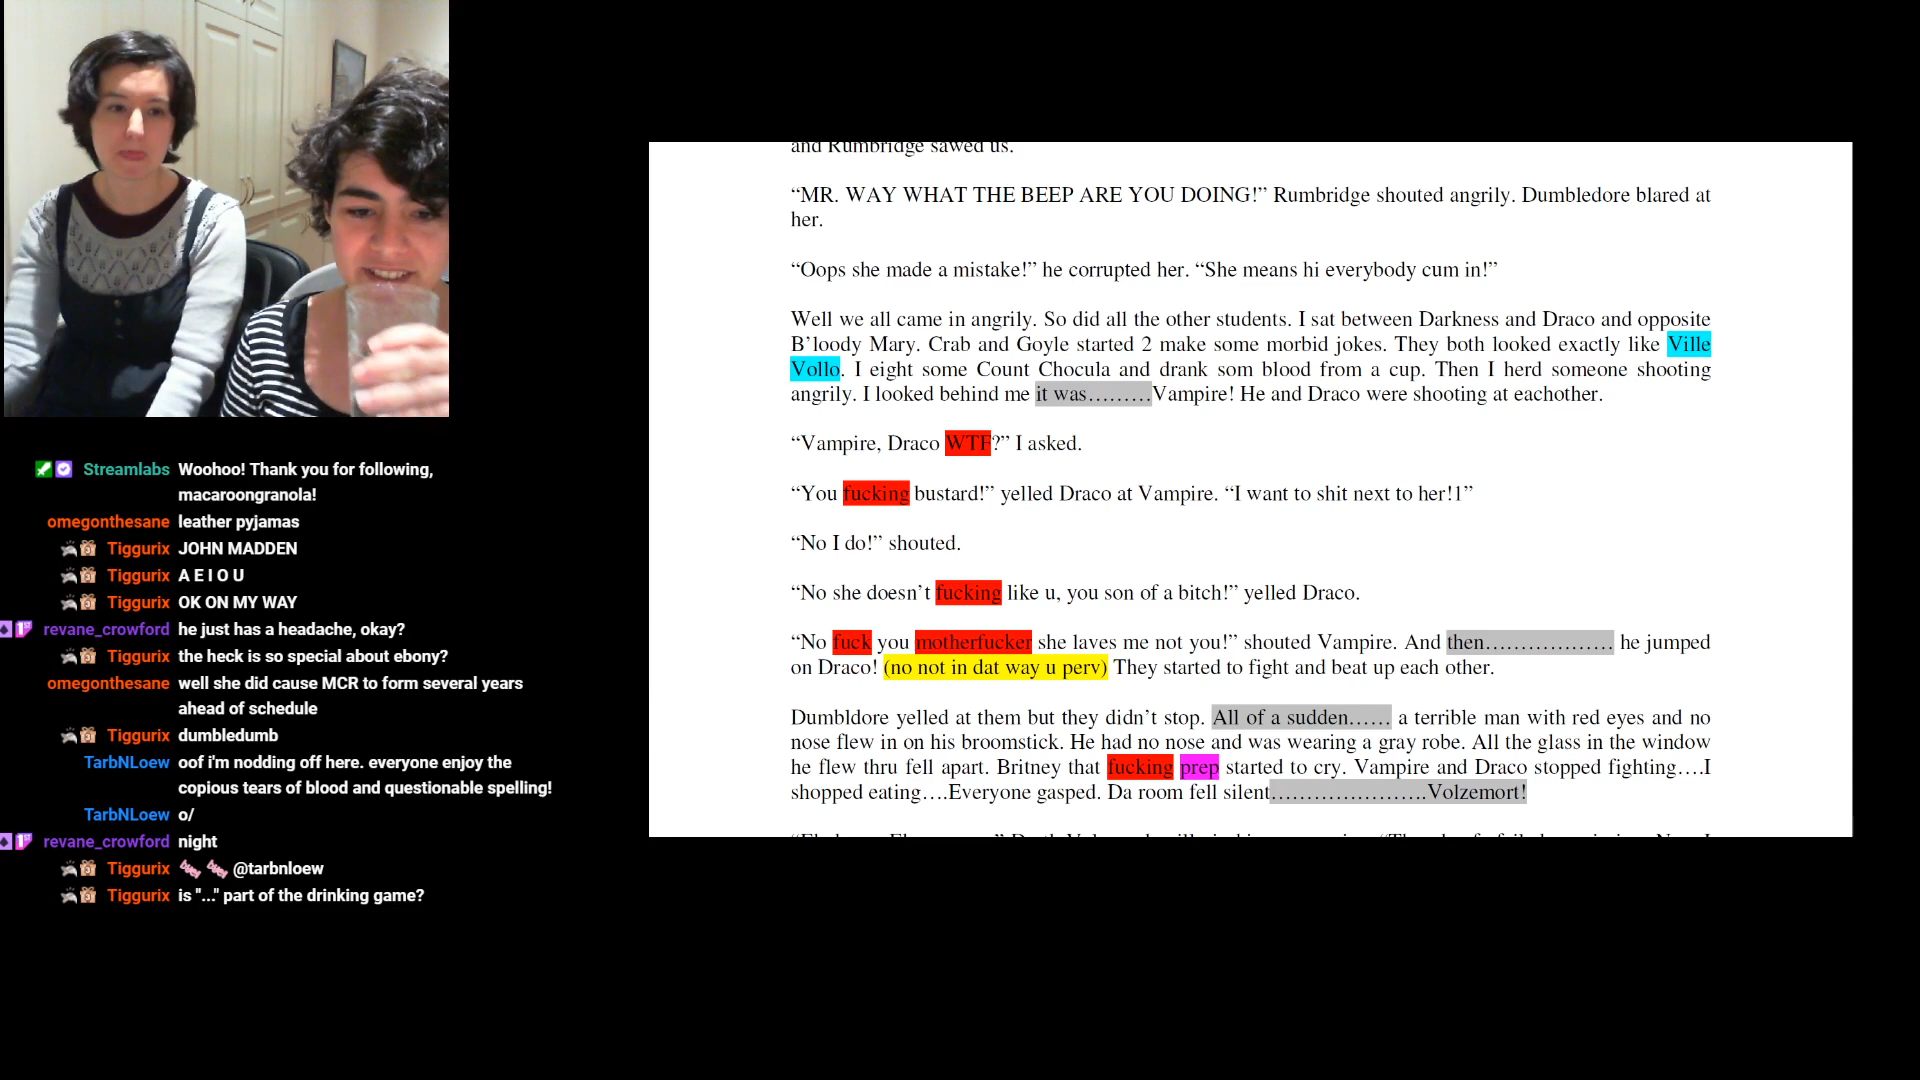 Streamlabs Woohoo! Thank you for following,
macaroongranola!
omegonthesane leather pyjamas
Tiggurix JOHN MADDEN
Tiggurix A E I O U
Tiggurix OK ON MY WAY
revane_crowford he just has a headache, okay?
Tiggurix the heck is so special about ebony?
omegonthesane well she did cause MCR to form several years
ahead of schedule
Tiggurix dumbledumb
TarbNLoew oof i'm nodding off here. everyone enjoy the
copious tears of blood and questionable spelling!
TarbNLoew o/
revane_crowford night
Tiggurix @tarbnloew
Tiggurix is "..." part of the drinking game?
and Rumbridge sawed us.
“MR. WAY WHAT THE BEEP ARE YOU DOING!” Rumbridge shouted angrily. Dumbledore blared at
her.
“Oops she made a mistake!” he corrupted her. “She means hi everybody cum in!”
Well we all came in angrily. So did all the other students. I sat between Darkness and Draco and opposite
B’loody Mary. Crab and Goyle started 2 make some morbid jokes. They both looked exactly like Ville
Vollo. I eight some Count Chocula and drank som blood from a cup. Then I herd someone shooting
angrily. I looked behind me it was………Vampire! He and Draco were shooting at eachother.
“Vampire, Draco WTF?” I asked.
“You fucking bustard!” yelled Draco at Vampire. “I want to shit next to her!1”
“No I do!” shouted.
“No she doesn’t fucking like u, you son of a bitch!” yelled Draco.
“No fuck you motherfucker she laves me not you!” shouted Vampire. And then……………… he jumped
on Draco! (no not in dat way u perv) They started to fight and beat up each other.
Dumbldore yelled at them but they didn’t stop. All of a sudden…… a terrible man with red eyes and no
nose flew in on his broomstick. He had no nose and was wearing a gray robe. All the glass in the window
he flew thru fell apart. Britney that fucking prep started to cry. Vampire and Draco stopped fighting….I
shopped eating….Everyone gasped. Da room fell silent………………….Volzemort!